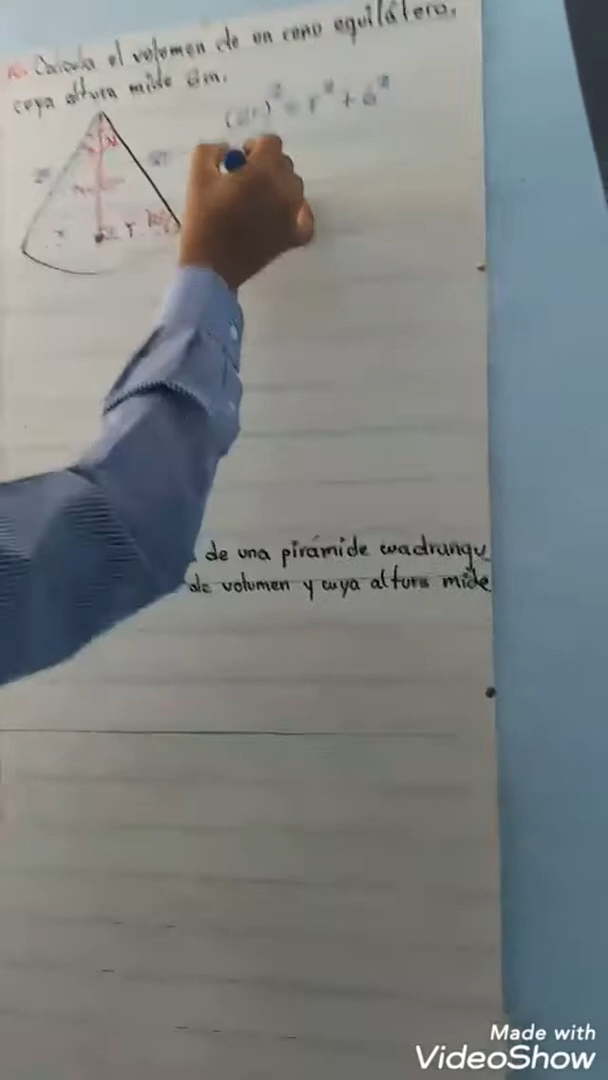 Calcula el volumen de un cono equilátero,
cuya altura mide 6m.
(2r)² = r² + 6²
r
de una pirámide cuadrangu
de volumen y cuya altura mide
Made with
VideoShow